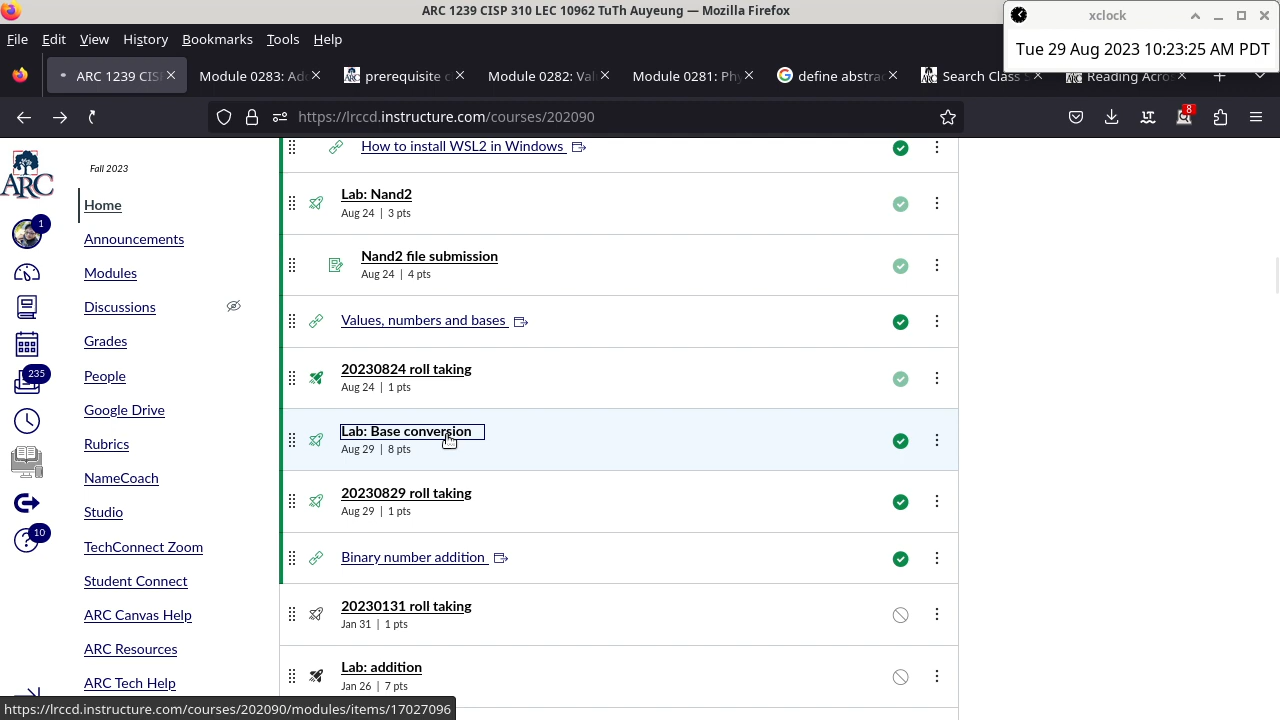 ARC 1239 CISP 310 LEC 10962 TuTh Auyeung — Mozilla Firefox
xclock
Tue 29 Aug 2023 10:23:25 AM PDT
File Edit View History Bookmarks Tools Help
ARC 1239 CIS
Module 0283: Ad
prerequisite
Module 0282: Val
Module 0281: Ph
define abstra
Search Class
Reading Acro
https://lrccd.instructure.com/courses/202090
8
ARC
1
235
10
Fall 2023
Home
Announcements
Modules
Discussions
Grades
People
Google Drive
Rubrics
NameCoach
Studio
TechConnect Zoom
Student Connect
ARC Canvas Help
ARC Resources
ARC Tech Help
How to install WSL2 in Windows
Lab: Nand2
Aug 24 | 3 pts
Nand2 file submission
Aug 24 | 4 pts
Values, numbers and bases
20230824 roll taking
Aug 24 | 1 pts
Lab: Base conversion
Aug 29 | 8 pts
20230829 roll taking
Aug 29 | 1 pts
Binary number addition
20230131 roll taking
Jan 31 | 1 pts
Lab: addition
Jan 26 | 7 pts
https://lrccd.instructure.com/courses/202090/modules/items/17027096